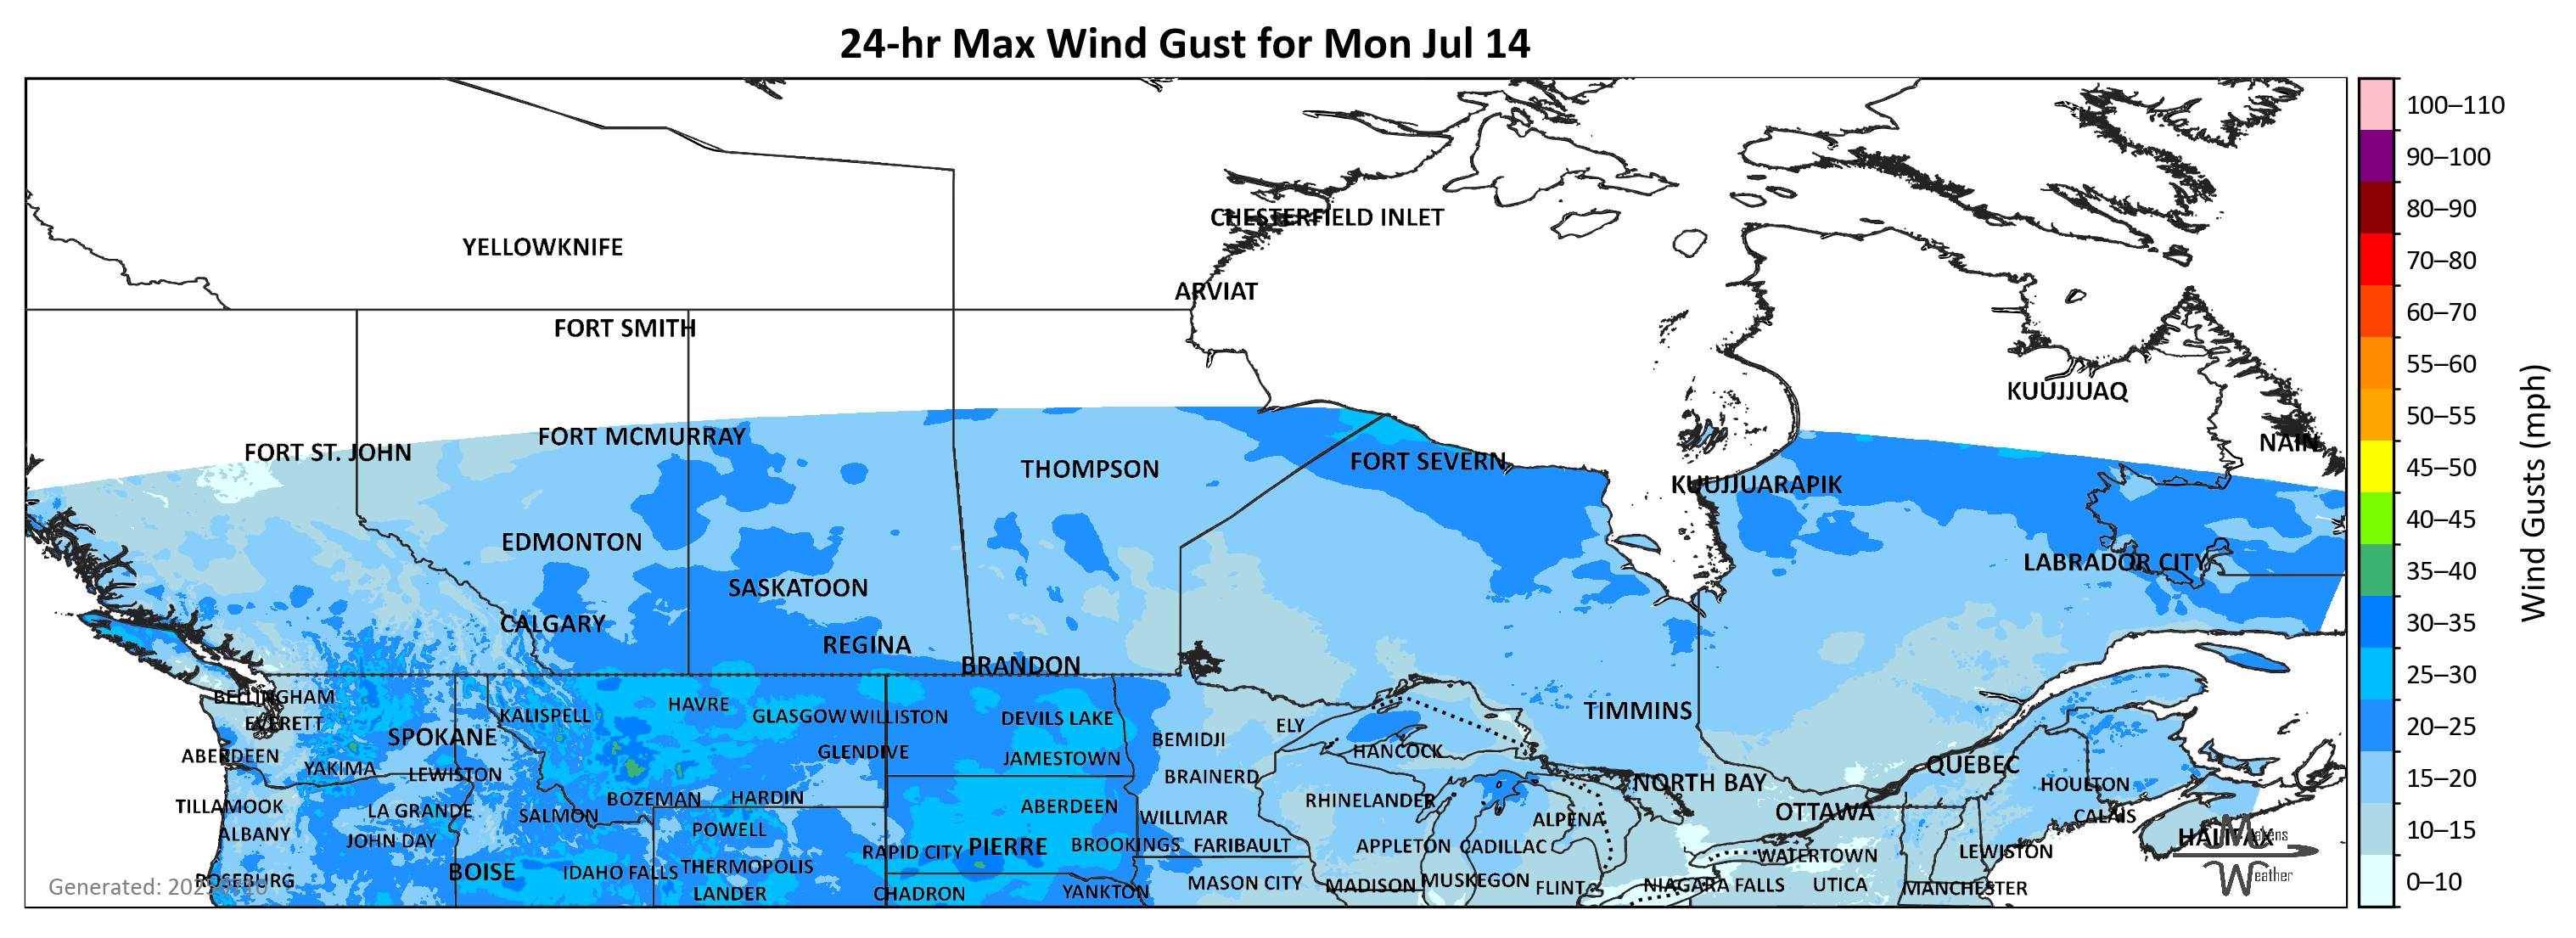 24-hr Max Wind Gust for Mon Jul 14
100–110
90–100
80–90
70–80
60–70
55–60
50–55
45–50
40–45
35–40
30–35
25–30
20–25
15–20
10–15
0–10
Wind Gusts (mph)
CHESTERFIELD INLET
YELLOWKNIFE
ARVIAT
FORT SMITH
KUUJJUAQ
FORT MCMURRAY
NAIN
FORT ST. JOHN
FORT SEVERN
THOMPSON
KUUJJUARAPIK
EDMONTON
LABRADOR CITY
SASKATOON
CALGARY
REGINA
BRANDON
BELLINGHAM
HAVRE
TIMMINS
KALISPELL
GLASGOW
WILLISTON
DEVILS LAKE
EVERETT
ELY
SPOKANE
BEMIDJI
GLENDIVE
HANCOCK
ABERDEEN
JAMESTOWN
QUEBEC
YAKIMA
LEWISTON
BRAINERD
NORTH BAY
HOULTON
BOZEMAN
HARDIN
RHINELANDER
TILLAMOOK
LA GRANDE
ABERDEEN
OTTAWA
SALMON
CALAIS
WILLMAR
ALPENA
POWELL
ALBANY
HALIFAX
Makens
JOHN DAY
PIERRE
BROOKINGS
FARIBAULT
APPLETON
CADILLAC
RAPID CITY
LEWISTON
WATERTOWN
THERMOPOLIS
BOISE
IDAHO FALLS
Weather
ROSEBURG
MUSKEGON
MASON CITY
MADISON
NIAGARA FALLS
UTICA
FLINT
MANCHESTER
Generated:
LANDER
CHADRON
YANKTON